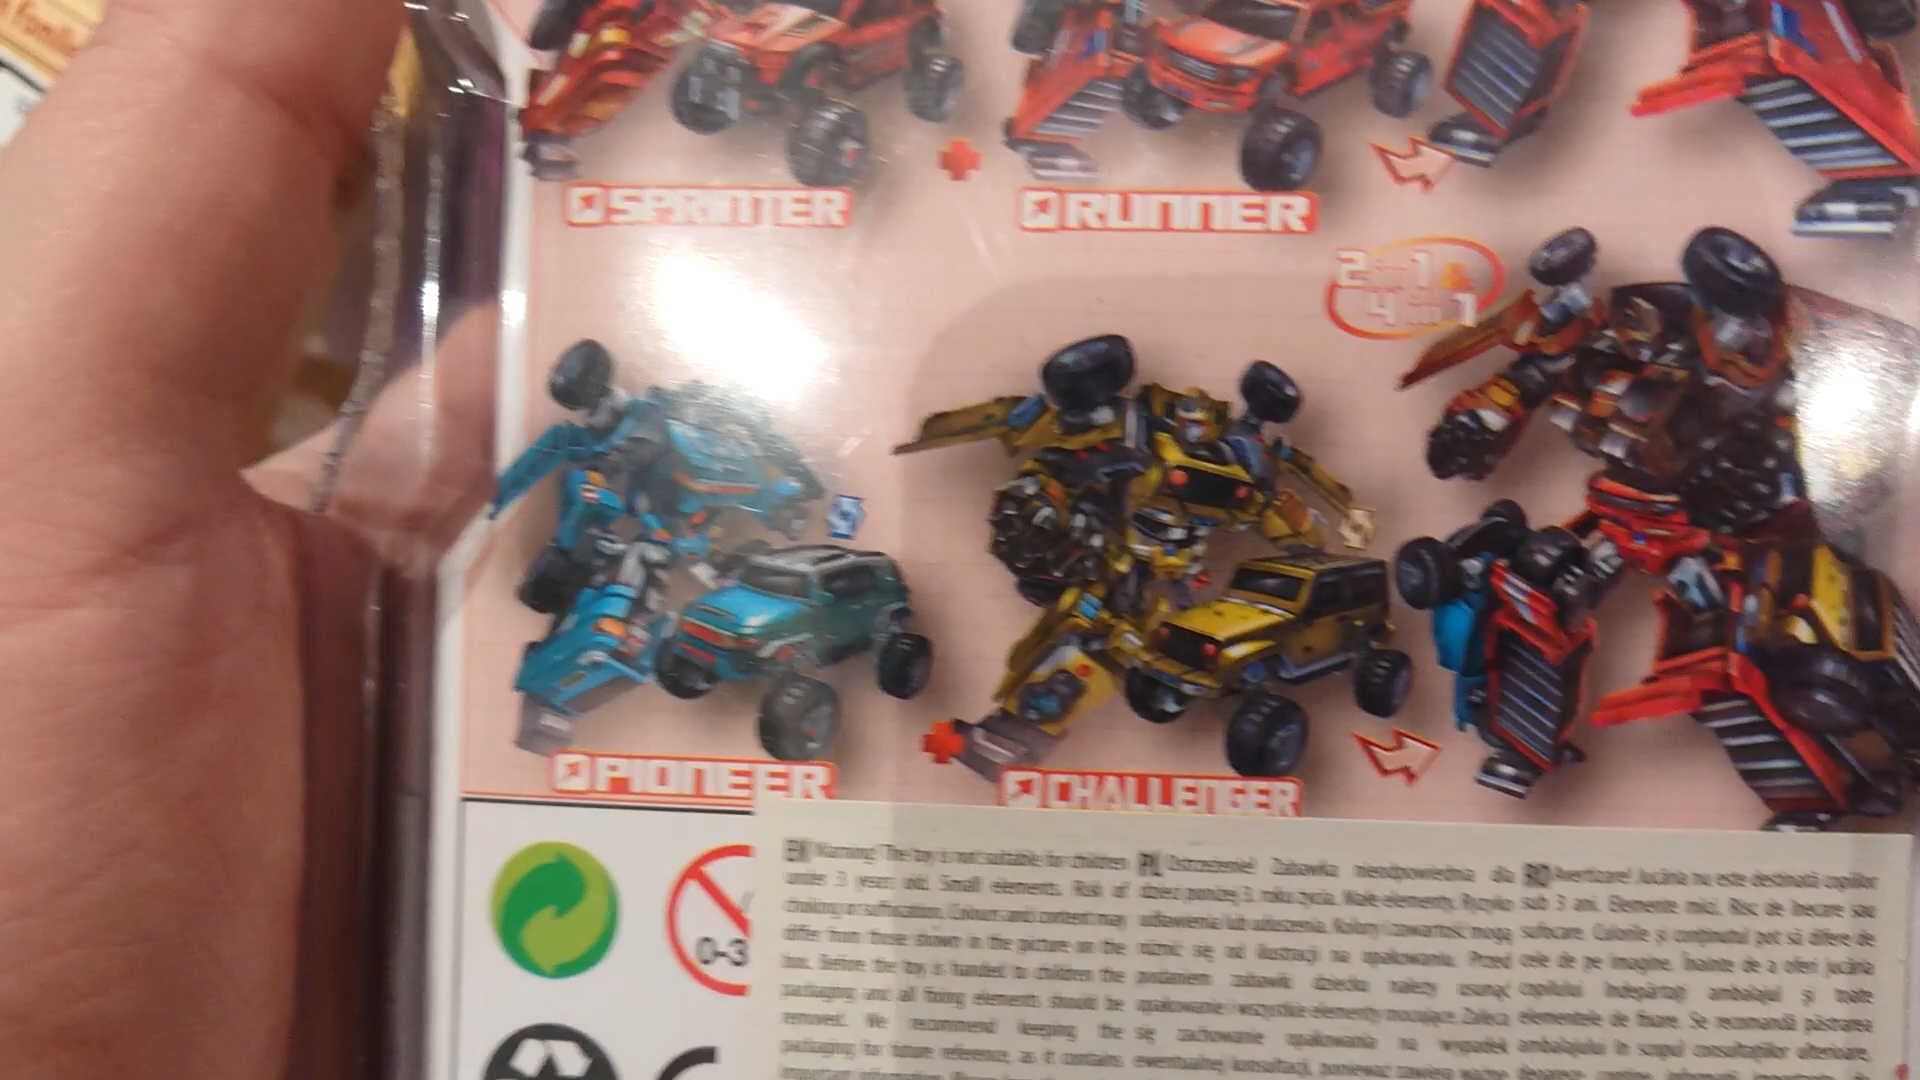 SPRINTER
RUNNER
2 in 1 &
4 in 1
PIONEER
CHALLENGER
0-3
EN Warning! The toy is not suitable for children
under 3 years old. Small elements. Risk of
choking or suffocation. Colours and content may
differ from those shown in the picture on the
box. Before the toy is handed to children the
packaging and all fixing elements should be
removed. We recommend keeping the
packaging for future reference, as it contains
PL Ostrzeżenie! Zabawka nieodpowiednia dla
dzieci poniżej 3. roku życia. Małe elementy. Ryzyko
udławienia lub uduszenia. Kolory i zawartość mogą
różnić się od ilustracji na opakowaniu. Przed
podaniem zabawki dziecku należy usunąć
opakowanie i wszystkie elementy mocujące. Zaleca
się zachowanie opakowania na wypadek
ewentualnej konsultacji, ponieważ zawiera ważne
RO Avertizare! Jucăria nu este destinată copiilor
sub 3 ani. Elemente mici. Risc de înecare sau
sufocare. Culorile și conținutul pot să difere de
cele de pe imagine. Înainte de a oferi jucăria
copilului îndepărtați ambalajul și toate
elementele de fixare. Se recomandă păstrarea
ambalajului în scopul consultațiilor ulterioare,